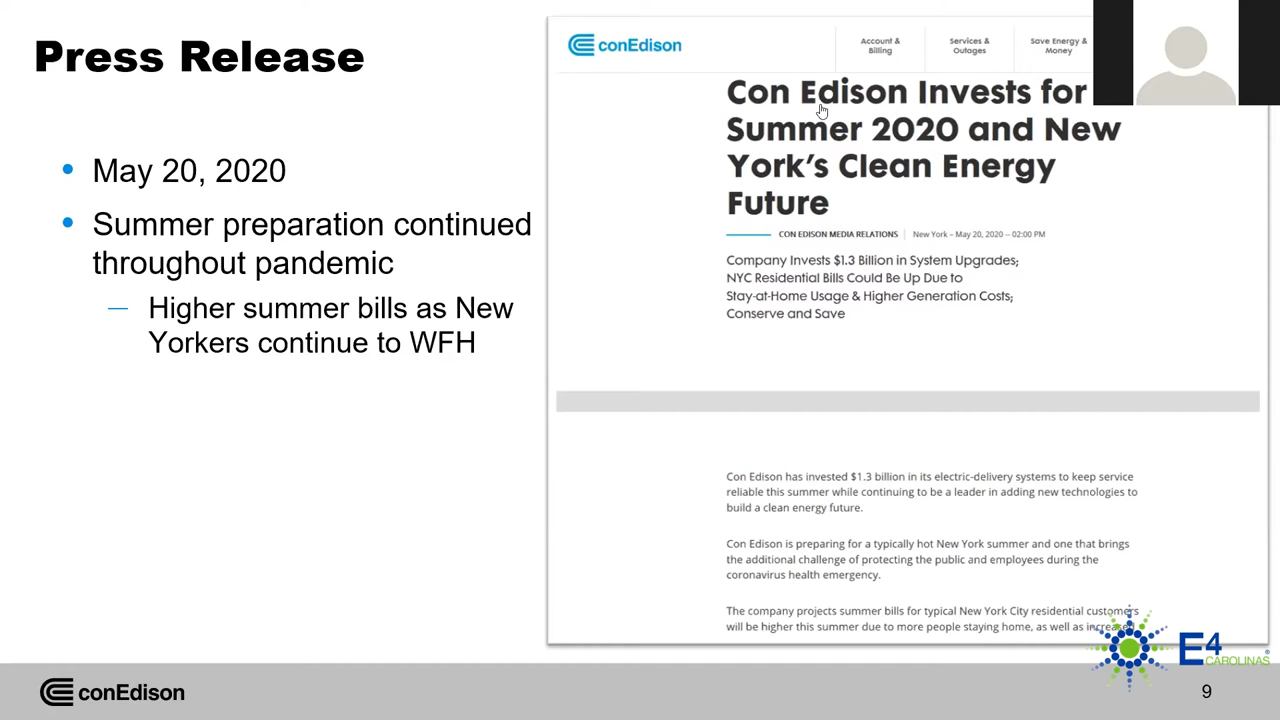 Press Release
• May 20, 2020
• Summer preparation continued
throughout pandemic
— Higher summer bills as New
Yorkers continue to WFH
conEdison
Account &
Billing
Services &
Outages
Save Energy &
Money
Con Edison Invests for
Summer 2020 and New
York's Clean Energy
Future
CON EDISON MEDIA RELATIONS | New York – May 20, 2020 -- 02:00 PM
Company Invests $1.3 Billion in System Upgrades;
NYC Residential Bills Could Be Up Due to
Stay-at-Home Usage & Higher Generation Costs;
Conserve and Save
Con Edison has invested $1.3 billion in its electric-delivery systems to keep service
reliable this summer while continuing to be a leader in adding new technologies to
build a clean energy future.
Con Edison is preparing for a typically hot New York summer and one that brings
the additional challenge of protecting the public and employees during the
coronavirus health emergency.
The company projects summer bills for typical New York City residential customers
will be higher this summer due to more people staying home, as well as increased
E4
CAROLINAS®
conEdison
9